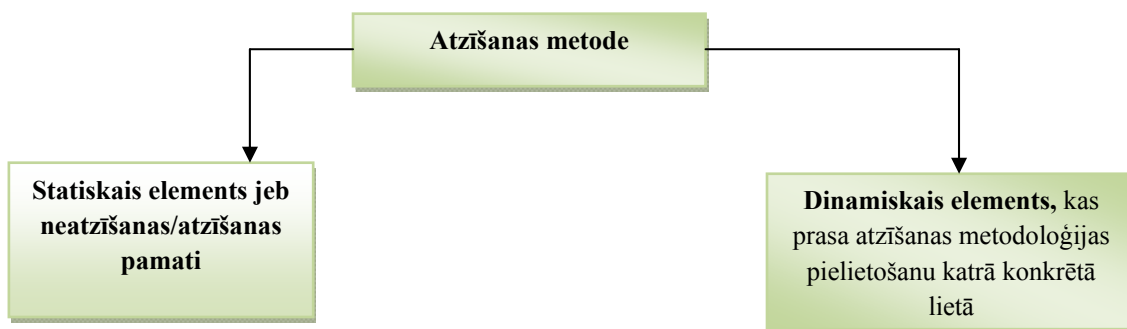 Atzīšanas metode
Statiskais elements jeb
neatzīšanas/atzīšanas
pamati
Dinamiskais elements, kas
prasa atzīšanas metodoloģijas
pielietošanu katrā konkrētā
lietā